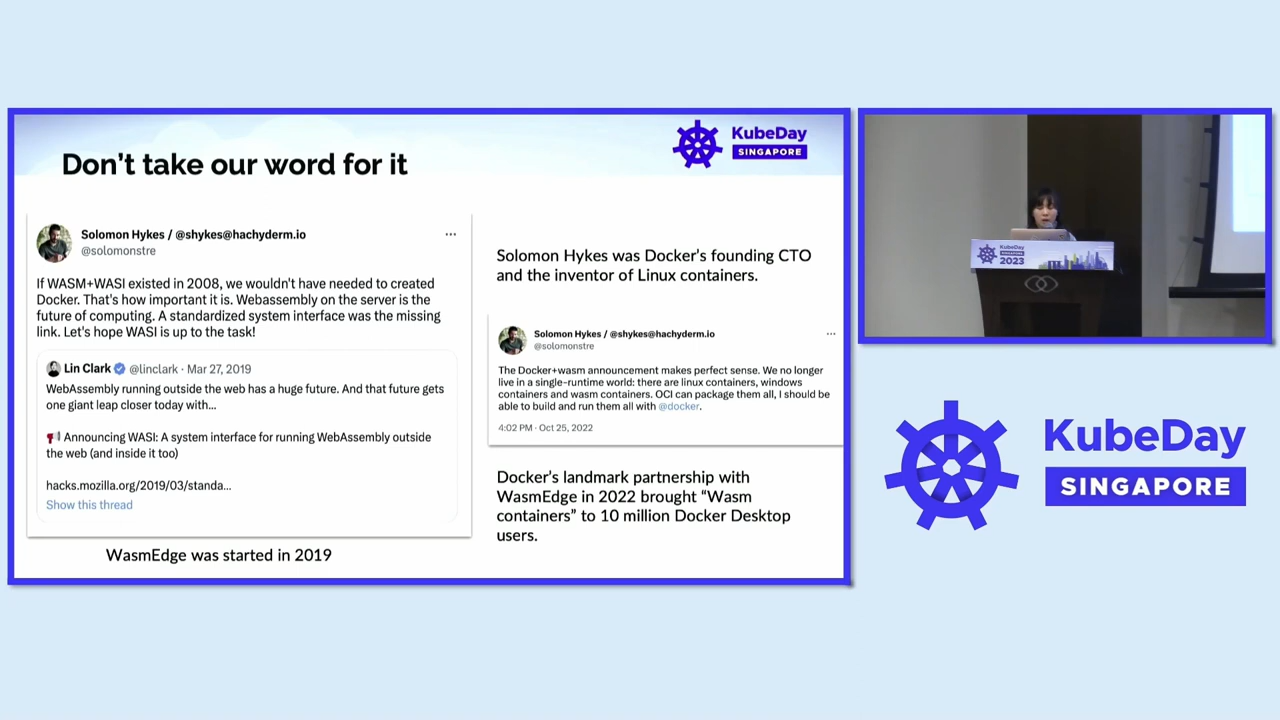 Don't take our word for it
KubeDay
SINGAPORE
Solomon Hykes / @shykes@hachyderm.io
@solomonstre
If WASM+WASI existed in 2008, we wouldn't have needed to created
Docker. That's how important it is. Webassembly on the server is the
future of computing. A standardized system interface was the missing
link. Let's hope WASI is up to the task!
Lin Clark @linclark · Mar 27, 2019
WebAssembly running outside the web has a huge future. And that future gets
one giant leap closer today with...
Announcing WASI: A system interface for running WebAssembly outside
the web (and inside it too)
hacks.mozilla.org/2019/03/standa...
Show this thread
WasmEdge was started in 2019
Solomon Hykes was Docker's founding CTO
and the inventor of Linux containers.
Solomon Hykes / @shykes@hachyderm.io
@solomonstre
The Docker+wasm announcement makes perfect sense. We no longer
live in a single-runtime world: there are linux containers, windows
containers and wasm containers. OCI can package them all, I should be
able to build and run them all with @docker.
4:02 PM · Oct 25, 2022
Docker's landmark partnership with
WasmEdge in 2022 brought “Wasm
containers” to 10 million Docker Desktop
users.
KubeDay
SINGAPORE
2023
KubeDay
SINGAPORE